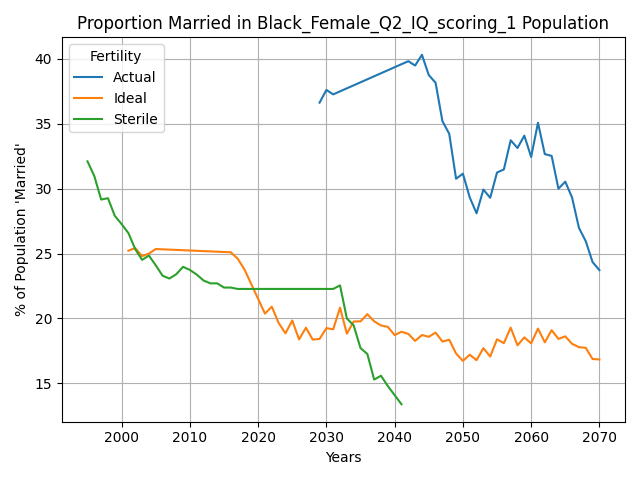 Proportion Married in Black_Female_Q2_IQ_scoring_1 Population
Fertility
Actual
Ideal
Sterile
% of Population 'Married'
40
35
30
25
20
15
2000
2010
2020
2030
2040
2050
2060
2070
Years